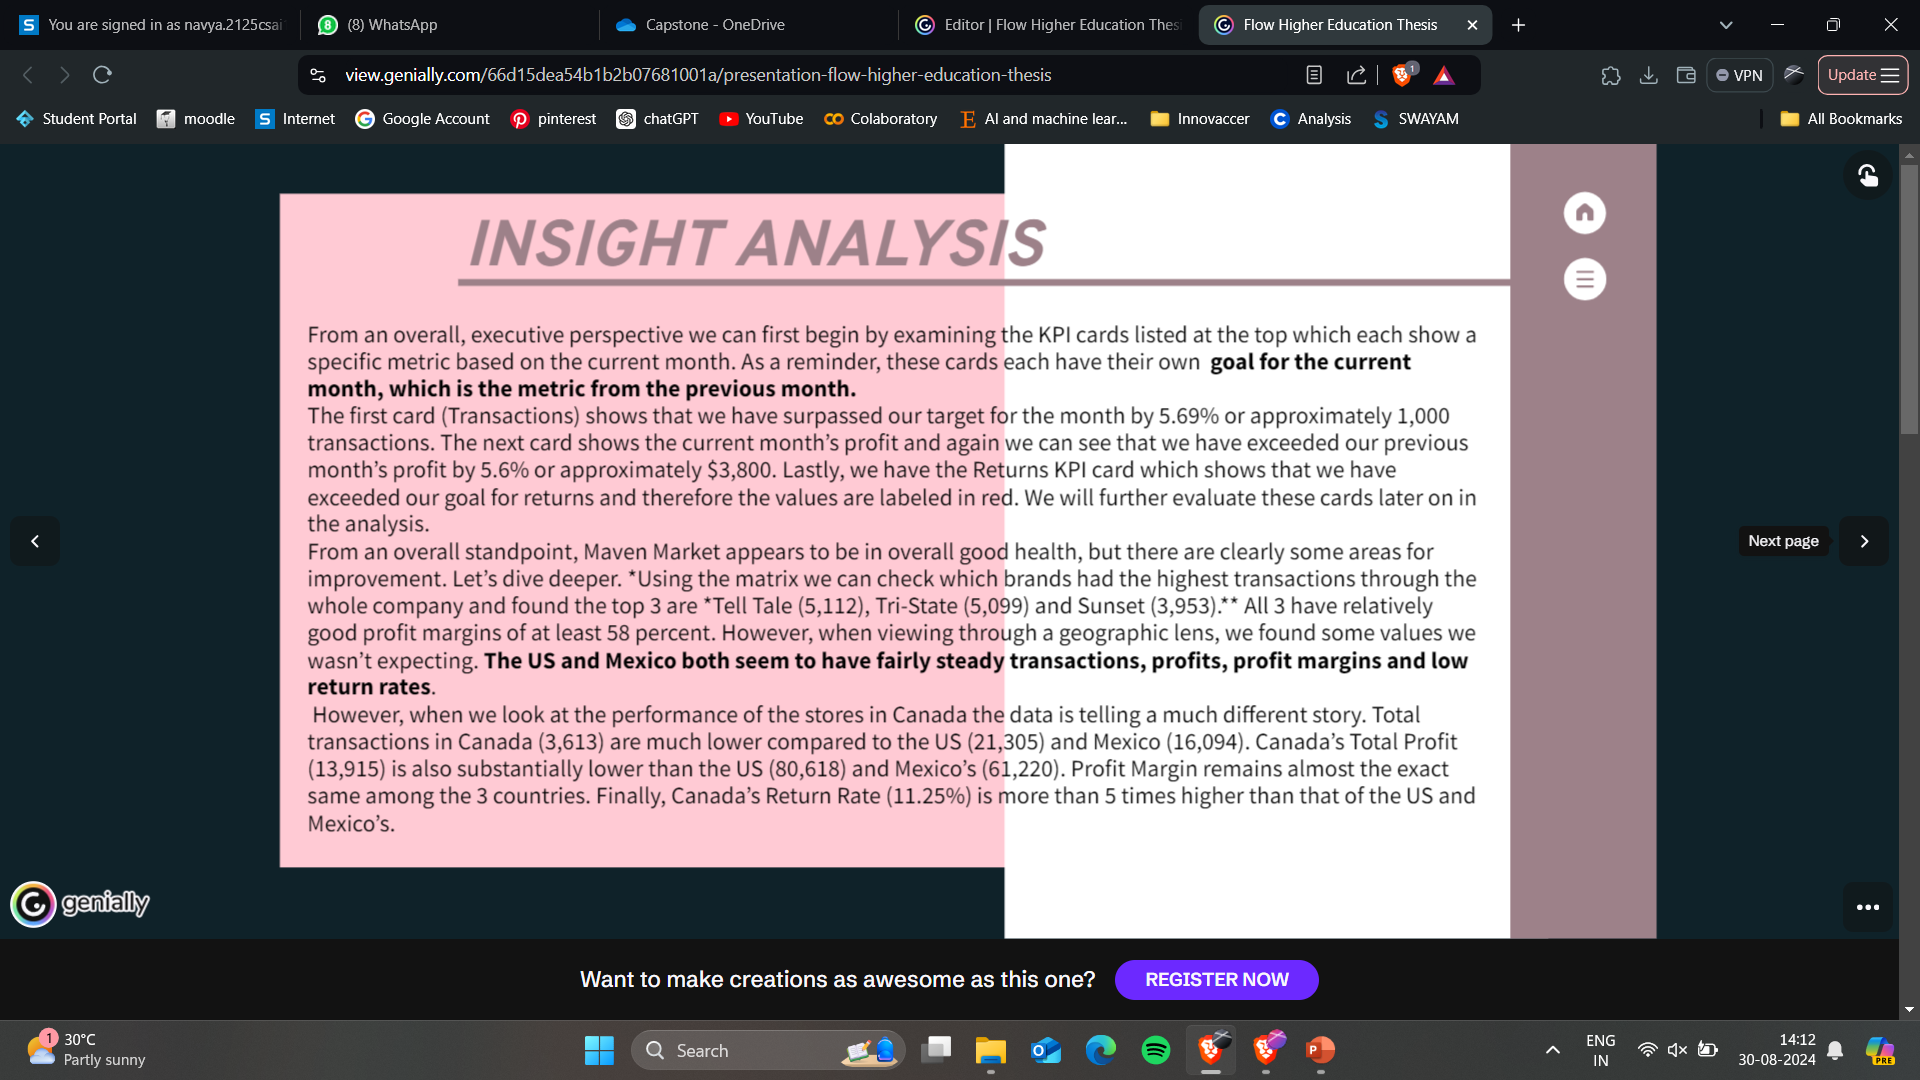 You are signed in as navya.2125csai
(8) WhatsApp
Capstone - OneDrive
Editor | Flow Higher Education Thes
Flow Higher Education Thesis
view.genially.com/66d15dea54b1b2b07681001a/presentation-flow-higher-education-thesis
1
VPN
Update
Student Portal
moodle
Internet
Google Account
pinterest
chatGPT
YouTube
Colaboratory
AI and machine lear...
Innovaccer
Analysis
SWAYAM
All Bookmarks
INSIGHT ANALYSIS
From an overall, executive perspective we can first begin by examining the KPI cards listed at the top which each show a
specific metric based on the current month. As a reminder, these cards each have their own goal for the current
month, which is the metric from the previous month.
The first card (Transactions) shows that we have surpassed our target for the month by 5.69% or approximately 1,000
transactions. The next card shows the current month's profit and again we can see that we have exceeded our previous
month's profit by 5.6% or approximately $3,800. Lastly, we have the Returns KPI card which shows that we have
exceeded our goal for returns and therefore the values are labeled in red. We will further evaluate these cards later on in
the analysis.
From an overall standpoint, Maven Market appears to be in overall good health, but there are clearly some areas for
improvement. Let's dive deeper. *Using the matrix we can check which brands had the highest transactions through the
whole company and found the top 3 are *Tell Tale (5,112), Tri-State (5,099) and Sunset (3,953).** All 3 have relatively
good profit margins of at least 58 percent. However, when viewing through a geographic lens, we found some values we
wasn't expecting. The US and Mexico both seem to have fairly steady transactions, profits, profit margins and low
return rates.
However, when we look at the performance of the stores in Canada the data is telling a much different story. Total
transactions in Canada (3,613) are much lower compared to the US (21,305) and Mexico (16,094). Canada's Total Profit
(13,915) is also substantially lower than the US (80,618) and Mexico's (61,220). Profit Margin remains almost the exact
same among the 3 countries. Finally, Canada's Return Rate (11.25%) is more than 5 times higher than that of the US and
Mexico's.
Next page
genially
Want to make creations as awesome as this one?
REGISTER NOW
1
30°C
Partly sunny
Search
ENG
IN
14:12
30-08-2024
PRE